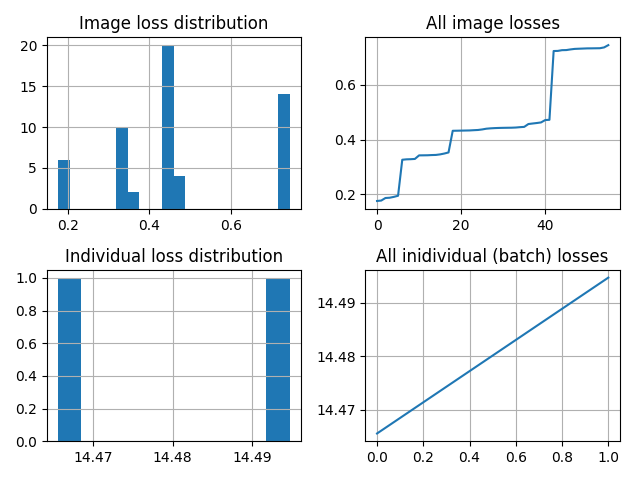 Image loss distribution
20
15
10
5
0
0.2 0.4 0.6
All image losses
0.6
0.4
0.2
0 20 40
Individual loss distribution
1.0
0.8
0.6
0.4
0.2
0.0
14.47 14.48 14.49
All inidividual (batch) losses
14.49
14.48
14.47
0.0 0.2 0.4 0.6 0.8 1.0